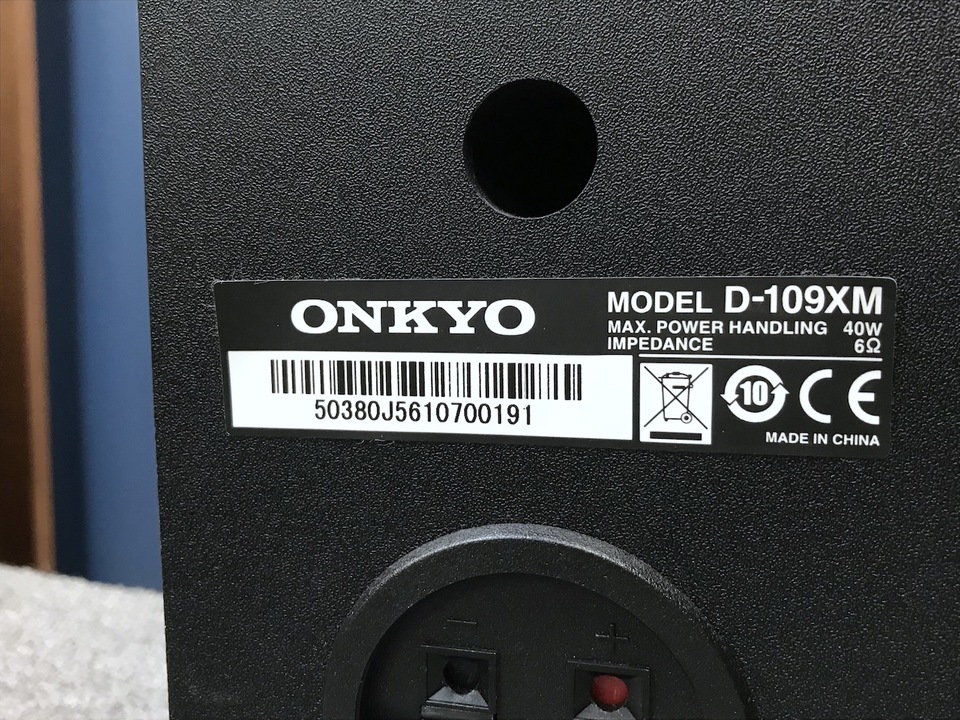 ONKYO
MODEL D-109XM
MAX. POWER HANDLING 40W
IMPEDANCE 6Ω
50380J5610700191
10
CE
MADE IN CHINA
− +